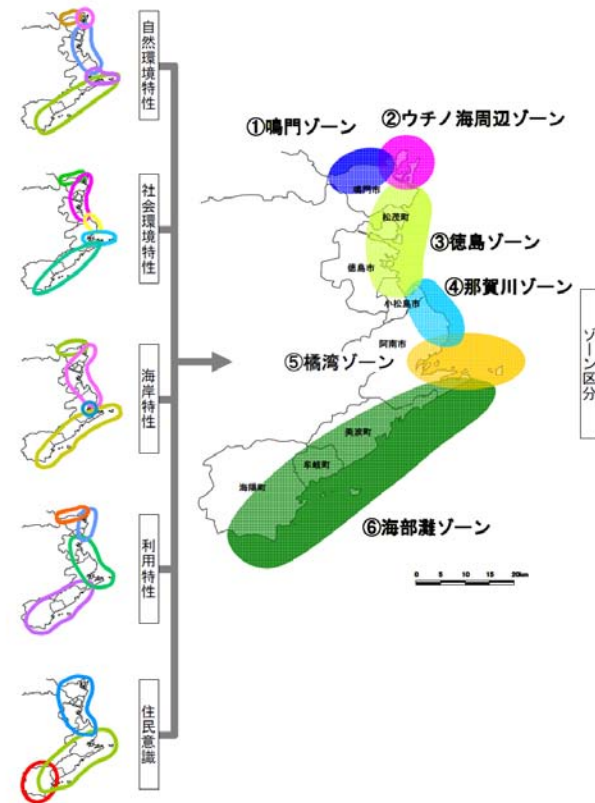 自然環境特性
社会環境特性
海岸特性
利用特性
住民意識
①鳴門ゾーン
②ウチノ海周辺ゾーン
鳴門市
松茂町
③徳島ゾーン
徳島市
④那賀川ゾーン
小松島市
阿南市
⑤橘湾ゾーン
美波町
牟岐町
海陽町
⑥海部灘ゾーン
0 5 10 15 20km
ゾーン区分